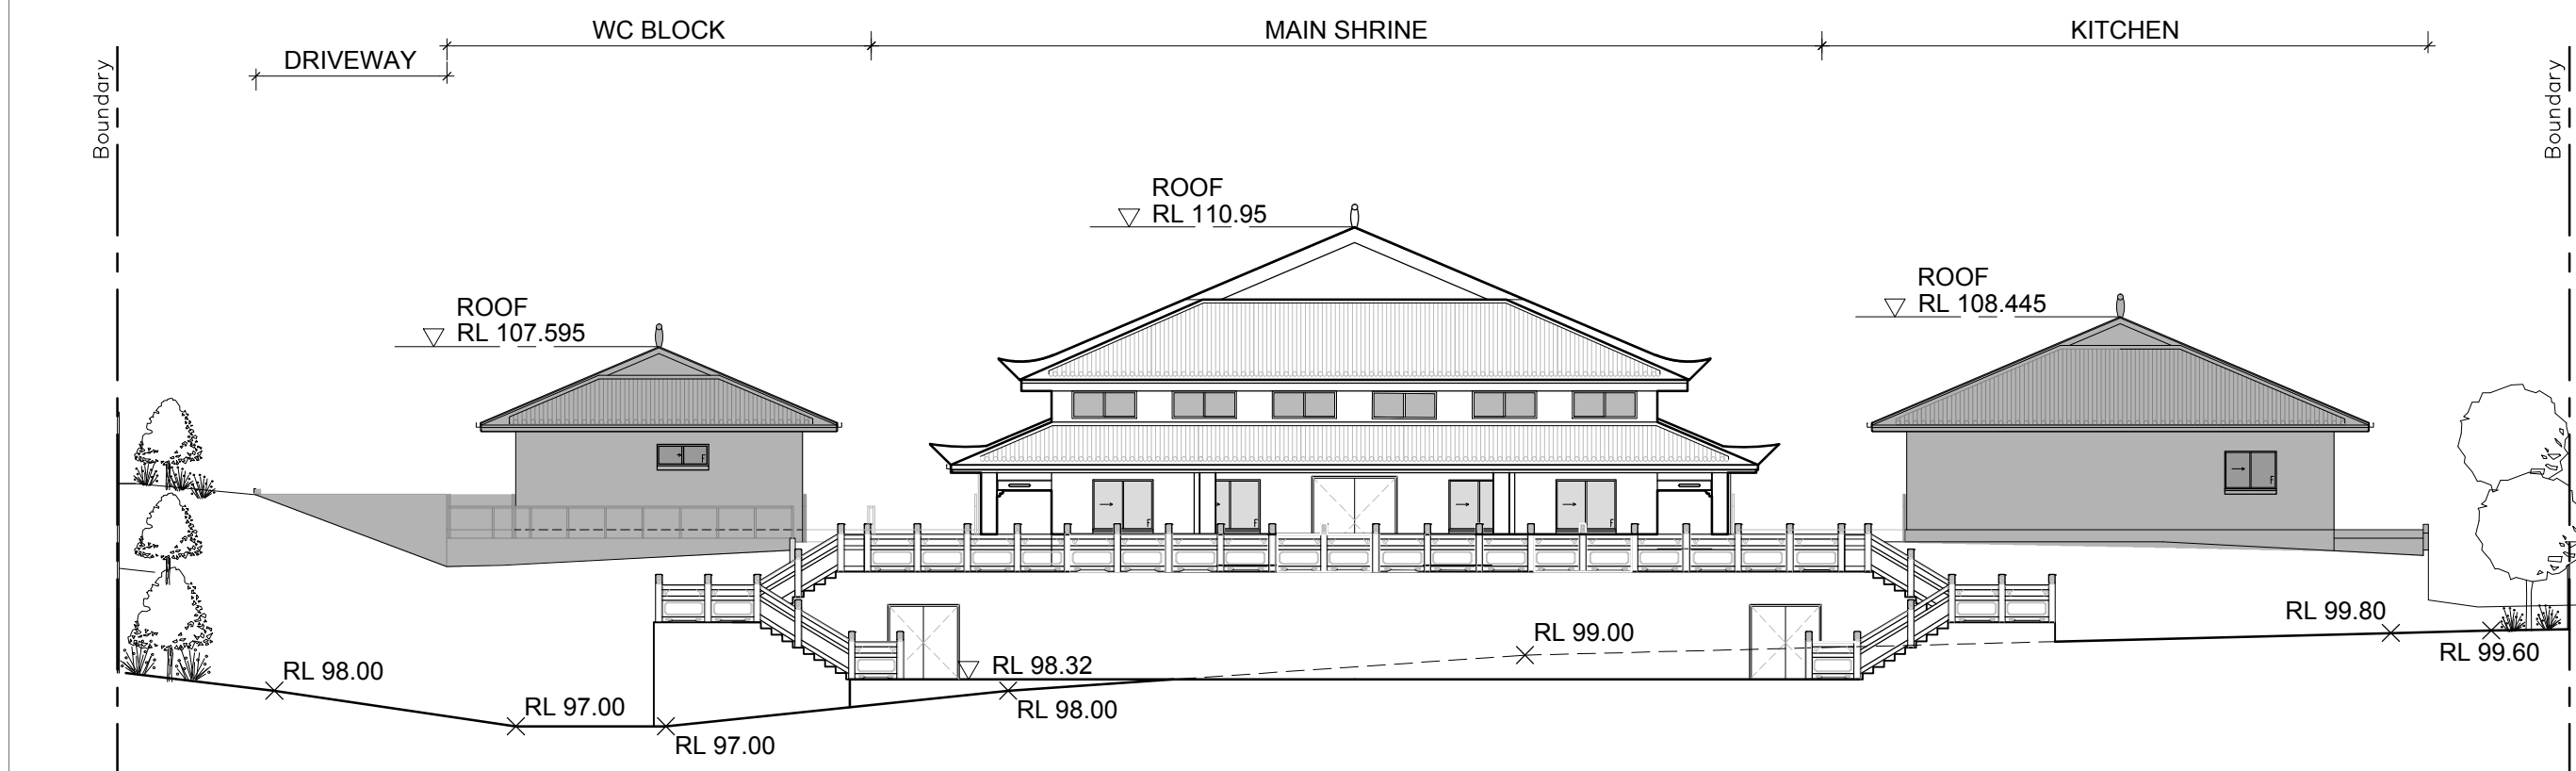 WC BLOCK
MAIN SHRINE
KITCHEN
DRIVEWAY
Boundary
Boundary
ROOF
RL 110.95
ROOF
RL 108.445
ROOF
RL 107.595
F
F
F
F
F
F
RL 99.00
RL 99.80
RL 98.32
RL 99.60
RL 98.00
RL 98.00
RL 97.00
RL 97.00